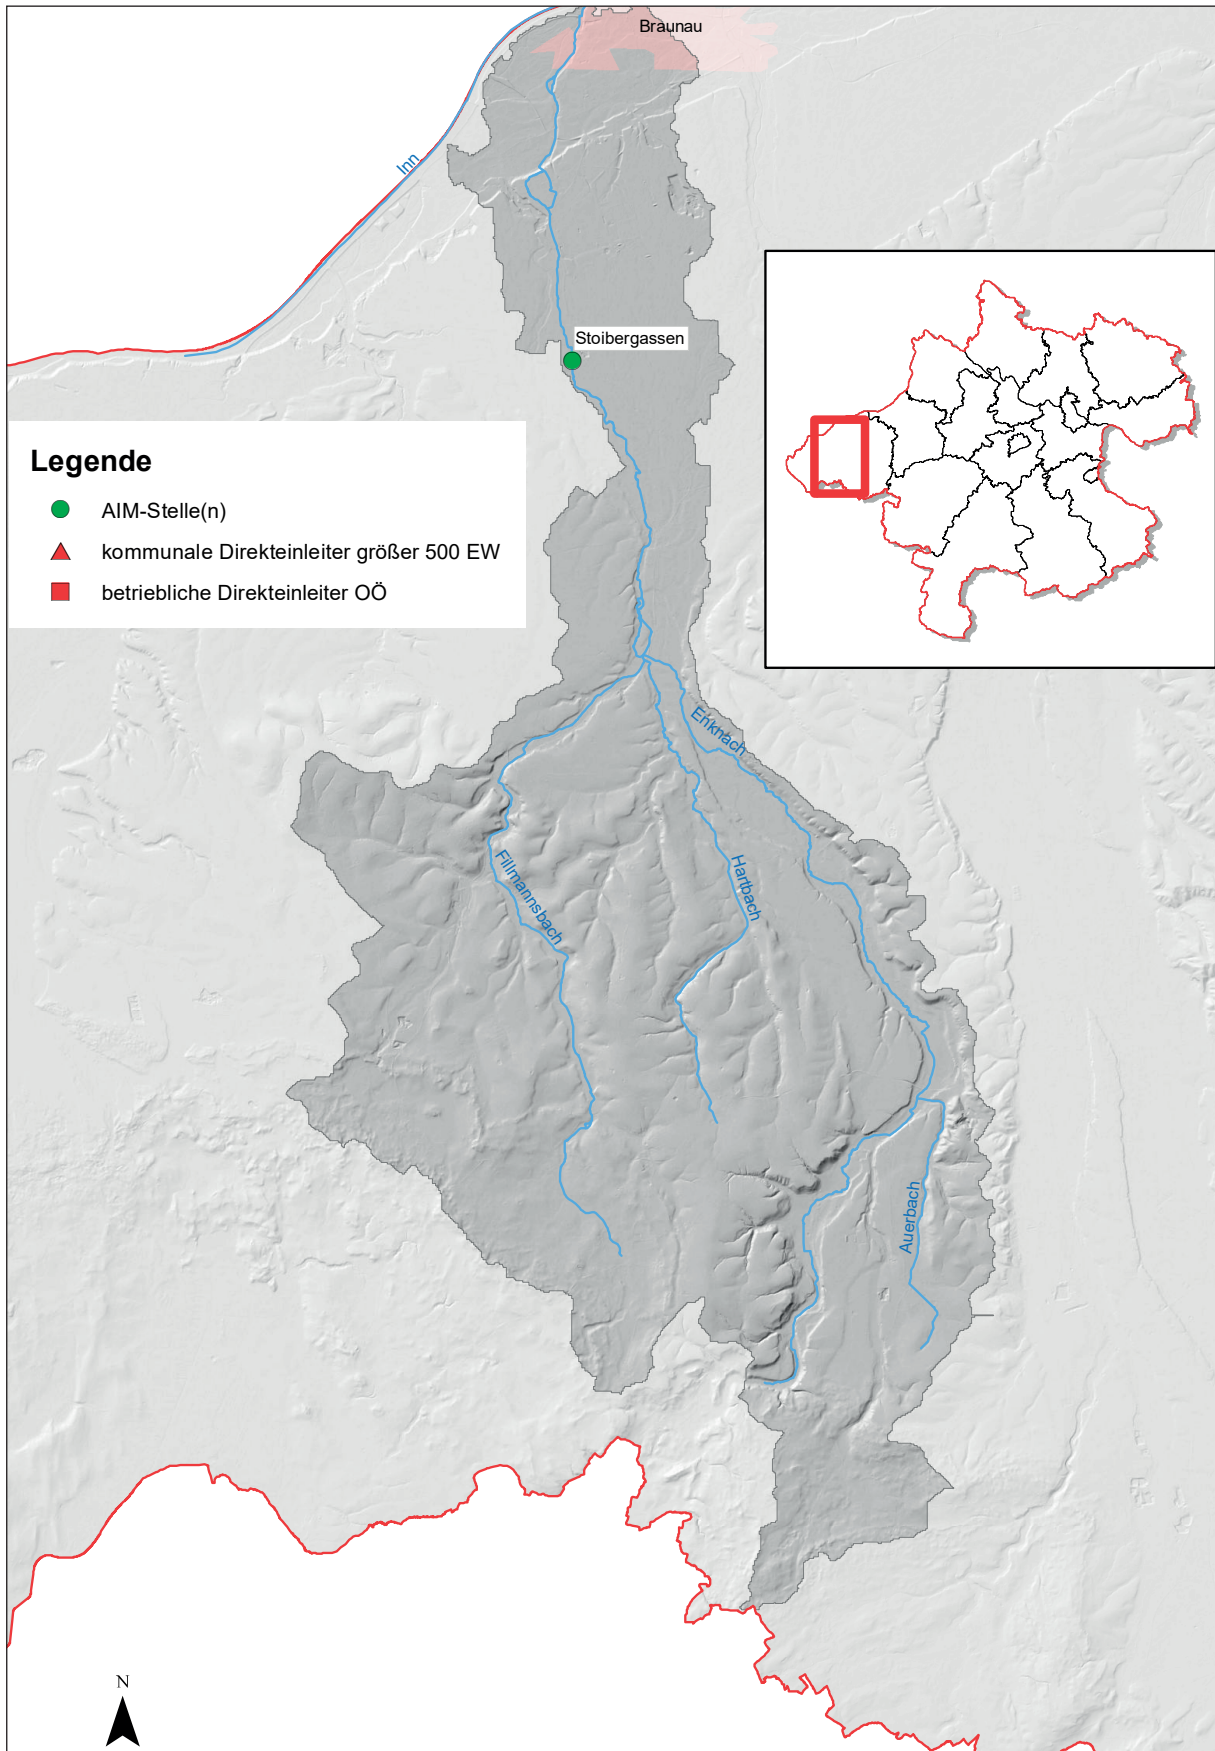 Braunau
Inn
Stoibergassen
Legende
AIM-Stelle(n)
kommunale Direkteinleiter größer 500 EW
betriebliche Direkteinleiter OÖ
Enknach
Fillmannsbach
Hartbach
Auerbach
N